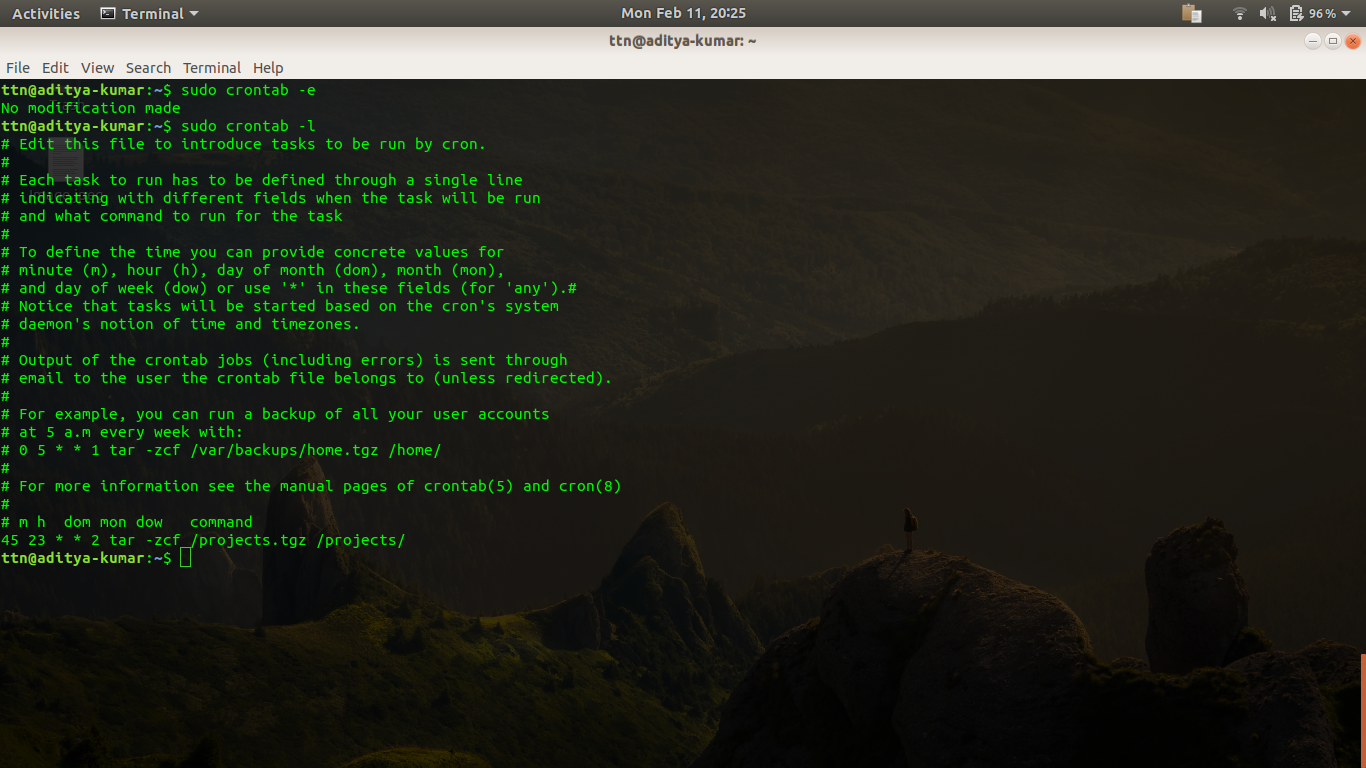 Activities Terminal Mon Feb 11, 20:25 96%
ttn@aditya-kumar: ~
File Edit View Search Terminal Help
ttn@aditya-kumar:~$ sudo crontab -e
No modification made
ttn@aditya-kumar:~$ sudo crontab -l
# Edit this file to introduce tasks to be run by cron.
#
# Each task to run has to be defined through a single line
# indicating with different fields when the task will be run
# and what command to run for the task
#
# To define the time you can provide concrete values for
# minute (m), hour (h), day of month (dom), month (mon),
# and day of week (dow) or use '*' in these fields (for 'any').#
# Notice that tasks will be started based on the cron's system
# daemon's notion of time and timezones.
#
# Output of the crontab jobs (including errors) is sent through
# email to the user the crontab file belongs to (unless redirected).
#
# For example, you can run a backup of all your user accounts
# at 5 a.m every week with:
# 0 5 * * 1 tar -zcf /var/backups/home.tgz /home/
#
# For more information see the manual pages of crontab(5) and cron(8)
#
# m h  dom mon dow   command
45 23 * * 2 tar -zcf /projects.tgz /projects/
ttn@aditya-kumar:~$